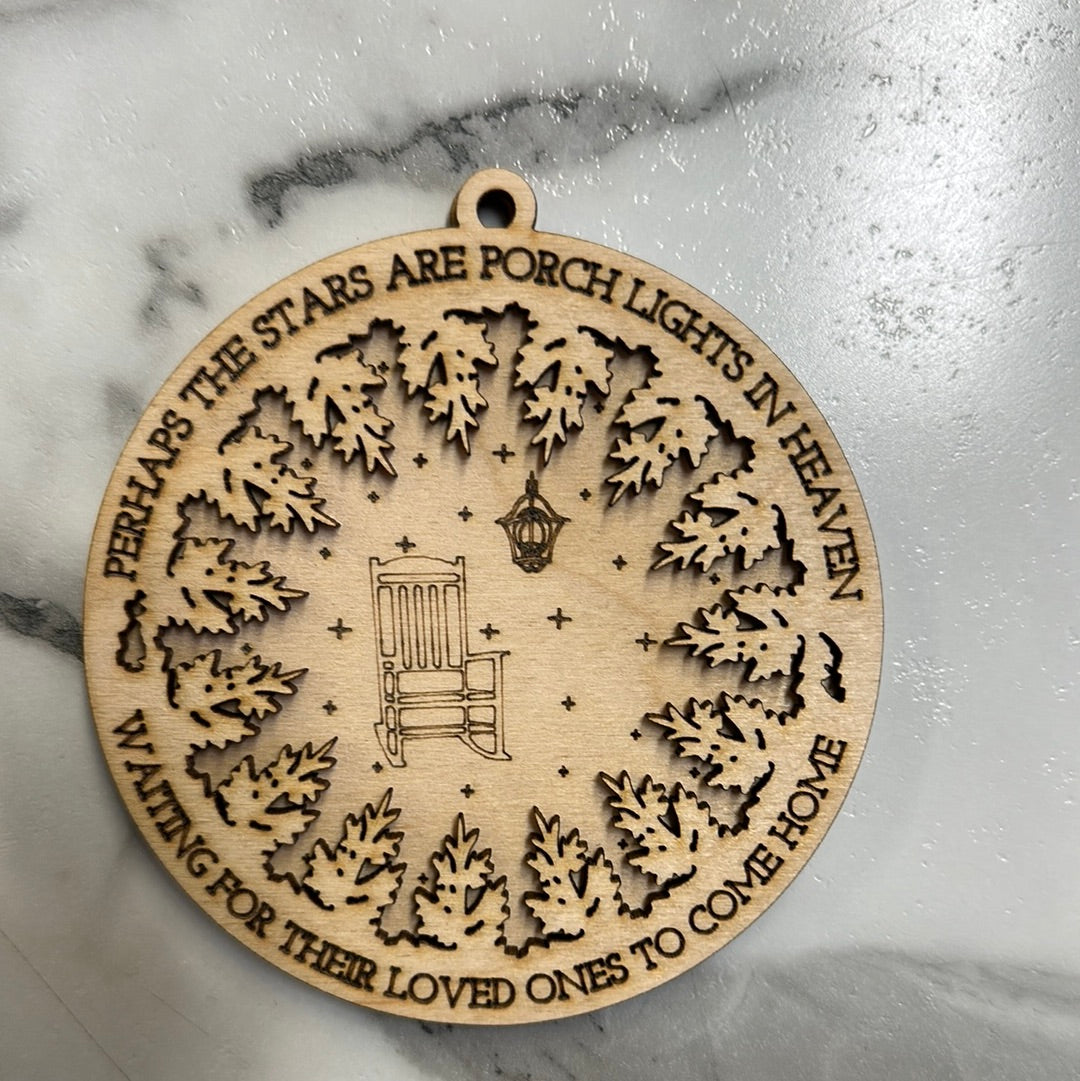 PERHAPS THE STARS ARE PORCH LIGHTS IN HEAVEN
WAITING FOR THEIR LOVED ONES TO COME HOME